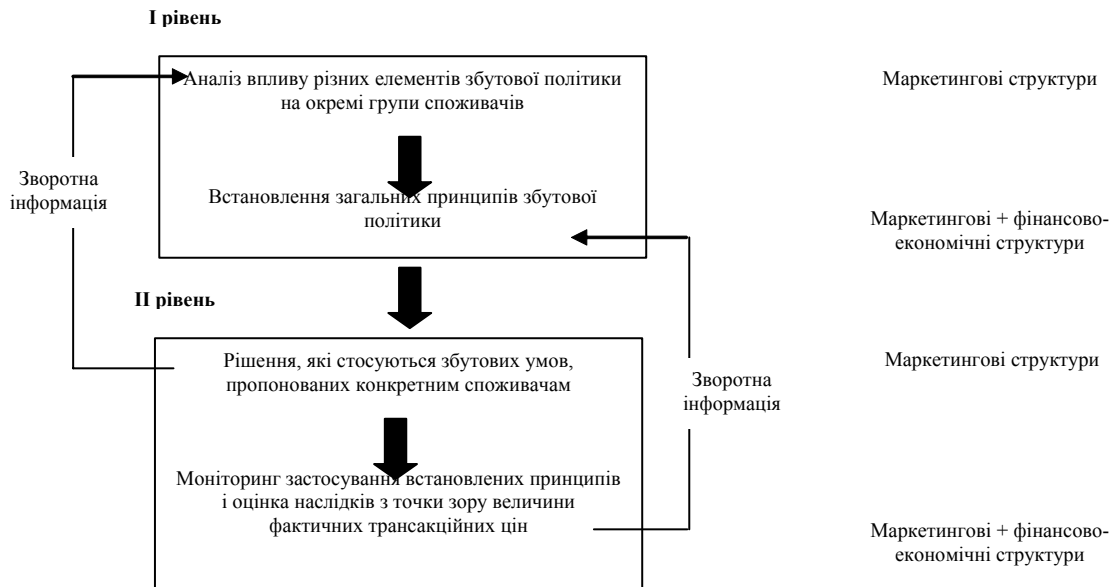 I рівень
Аналіз впливу різних елементів збутової політики
на окремі групи споживачів
Маркетингові структури
Зворотна
інформація
Встановлення загальних принципів збутової
політики
Маркетингові + фінансово-
економічні структури
II рівень
Рішення, які стосуються збутових умов,
пропонованих конкретним споживачам
Маркетингові структури
Зворотна
інформація
Моніторинг застосування встановлених принципів
і оцінка наслідків з точки зору величини
фактичних трансакційних цін
Маркетингові + фінансово-
економічні структури